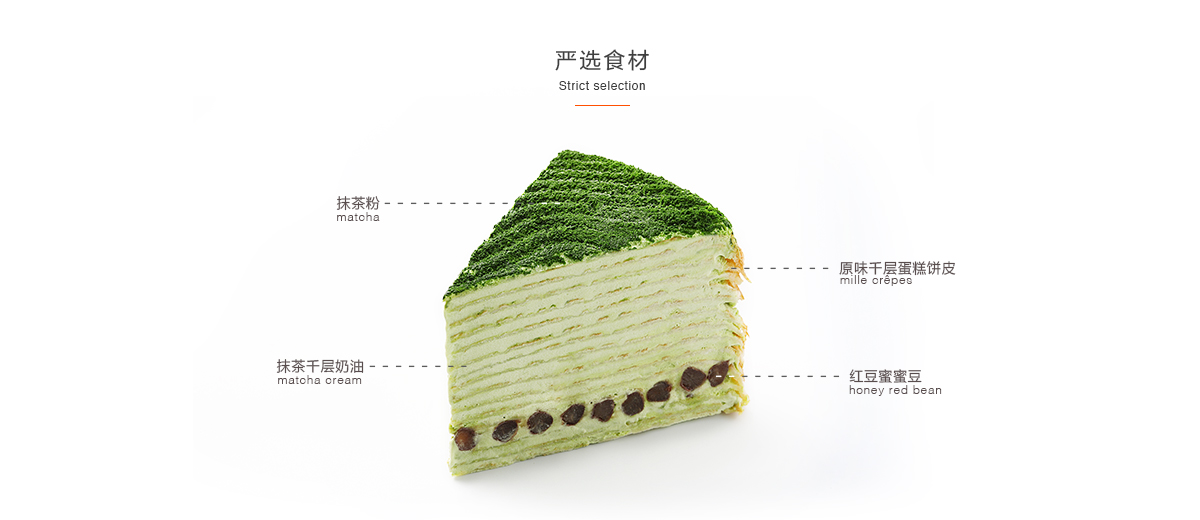 严选食材
Strict selection
抹茶粉
matcha
原味千层蛋糕饼皮
mille crêpes
抹茶千层奶油
matcha cream
红豆蜜蜜豆
honey red bean